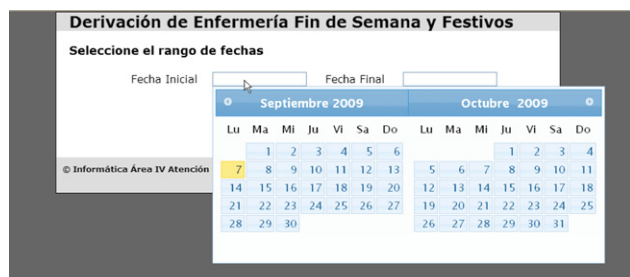 Derivación de Enfermería Fin de Semana y Festivos
Seleccione el rango de fechas
Fecha Inicial Fecha Final
Septiembre 2009 Octubre 2009
Lu Ma Mi Ju Vi Sa Do Lu Ma Mi Ju Vi Sa Do
1 2 3 4 5 6 1 2 3 4
7 8 9 10 11 12 13 5 6 7 8 9 10 11
© Informática Área IV Atención
14 15 16 17 18 19 20 12 13 14 15 16 17 18
21 22 23 24 25 26 27 19 20 21 22 23 24 25
28 29 30 26 27 28 29 30 31